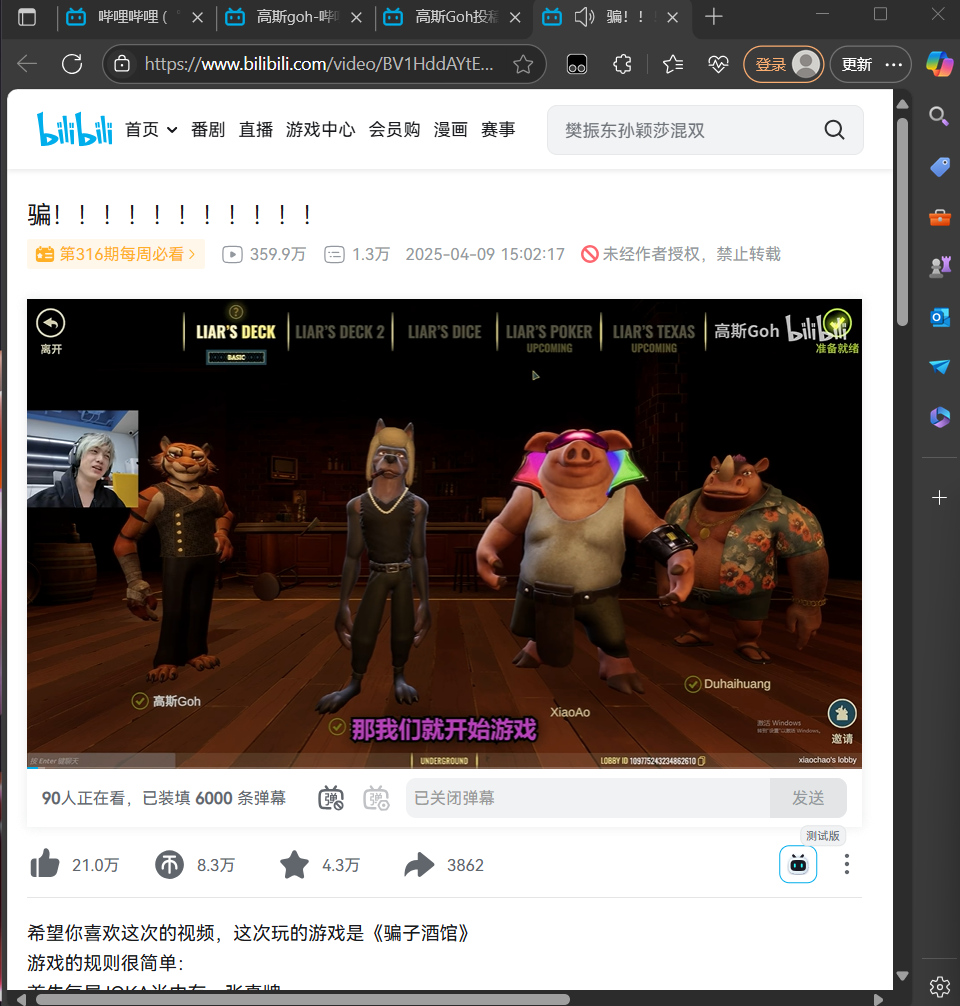 哔哩哔哩 (
高斯goh-哔
高斯Goh投稿
骗！！
https://www.bilibili.com/video/BV1HddAYtE...
登录
更新
bilibili
首页 番剧 直播 游戏中心 会员购 漫画 赛事
樊振东孙颖莎混双
骗！！！！！！！！！！！
第316期每周必看
359.9万
1.3万
2025-04-09 15:02:17
未经作者授权，禁止转载
离开
LIAR'S DECK
BASIC
LIAR'S DECK 2
LIAR'S DICE
LIAR'S POKER
UPCOMING
LIAR'S TEXAS
UPCOMING
高斯Goh bilibili
准备就绪
高斯Goh
XiaoAo
Duhaihuang
那我们就开始游戏
激活 Windows
邀请
按 Enter 键聊天
UNDERGROUND
LOBBY ID 109775243234862610
xiaochao's lobby
90人正在看，已装填 6000 条弹幕
弹
弹
已关闭弹幕
发送
测试版
21.0万
8.3万
4.3万
3862
希望你喜欢这次的视频，这次玩的游戏是《骗子酒馆》
游戏的规则很简单：